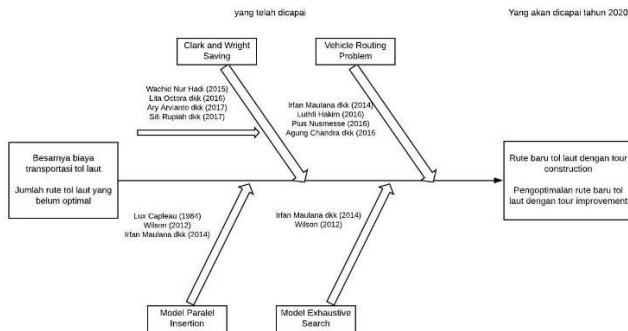 yang telah dicapai
Yang akan dicapai tahun 2020
Clark and Wright
Saving
Vehicle Routing
Problem
Wachid Nur Hadi (2015)
Lita Octora dkk (2016)
Ary Arvianto dkk (2017)
Siti Rupiah dkk (2017)
Irfan Maulana dkk (2014)
Luthfi Hakim (2016)
Pius Nusmesse (2016)
Agung Chandra dkk (2016
Besarnya biaya
transportasi tol laut
Jumlah rute tol laut yang
belum optimal
Rute baru tol laut dengan tour
construction
Pengoptimalan rute baru tol
laut dengan tour improvement
Lux Capleau (1984)
Wilson (2012)
Irfan Maulana dkk (2014)
Irfan Maulana dkk (2014)
Wilson (2012)
Model Paralel
Insertion
Model Exhaustive
Search